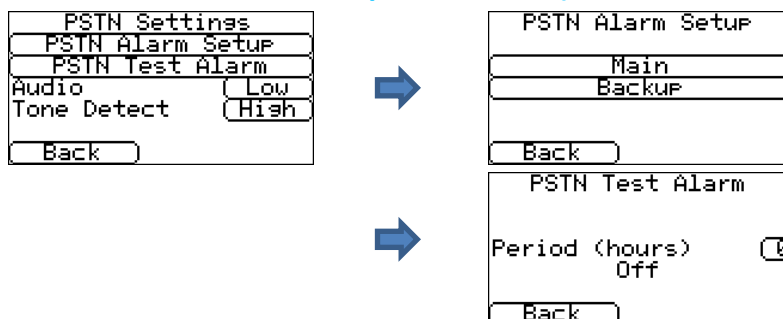 PSTN Settings
PSTN Alarm Setup
PSTN Test Alarm
Audio Low
Tone Detect High
Back
PSTN Alarm Setup
Main
Backup
Back
PSTN Test Alarm
Period (hours)
Off
Back